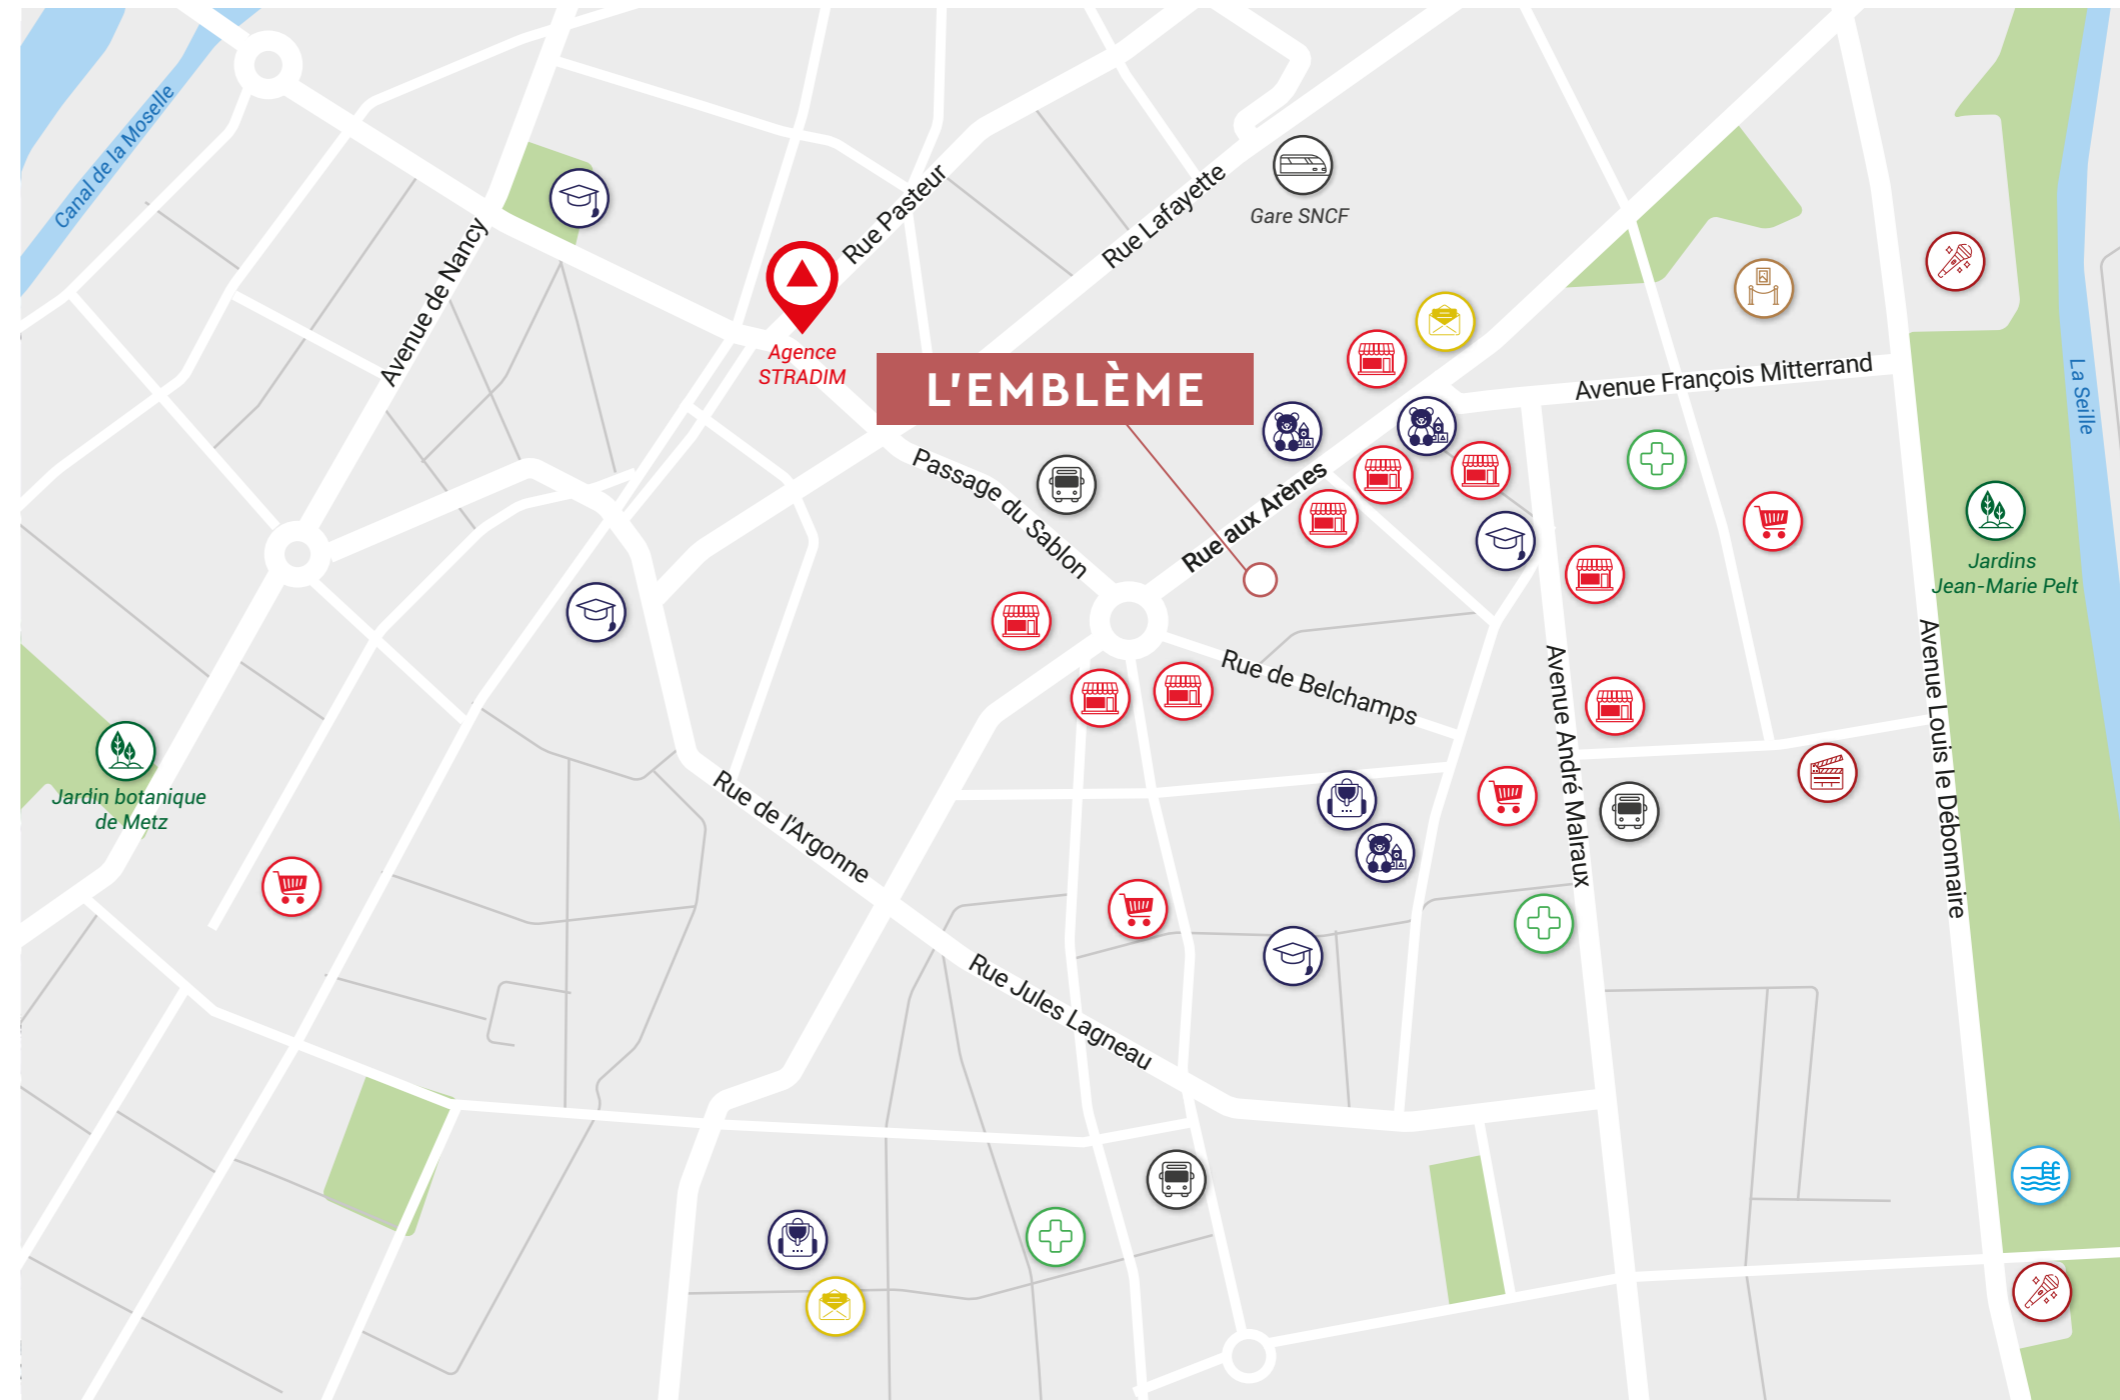 Canal de la Moselle
Avenue de Nancy
Rue Pasteur
Rue Lafayette
Gare SNCF
Agence
STRADIM
L'EMBLÈME
Avenue François Mitterrand
La Seille
Passage du Sablon
Rue aux Arènes
Jardins
Jean-Marie Pelt
Rue de Belchamps
Avenue André Malraux
Avenue Louis le Débonnaire
Jardin botanique
de Metz
Rue de l'Argonne
Rue Jules Lagneau